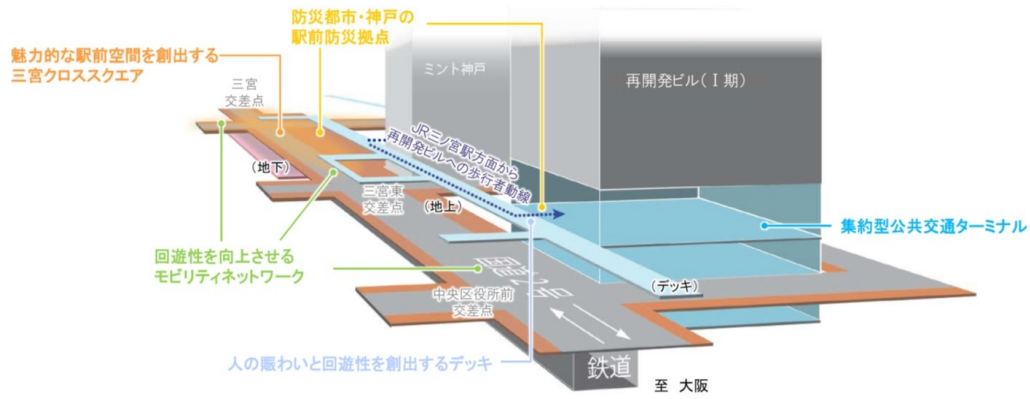 防災都市・神戸の
駅前防災拠点
魅力的な駅前空間を創出する
三宮クロススクエア
ミント神戸
再開発ビル(Ⅰ期)
三宮
交差点
JR三ノ宮駅方面から
再開発ビルへの歩行者動線
(地下)
三宮東
交差点
(地上)
集約型公共交通ターミナル
回遊性を向上させる
モビリティネットワーク
国道2号
(デッキ)
中央区役所前
交差点
人の賑わいと回遊性を創出するデッキ
鉄道
至 大阪